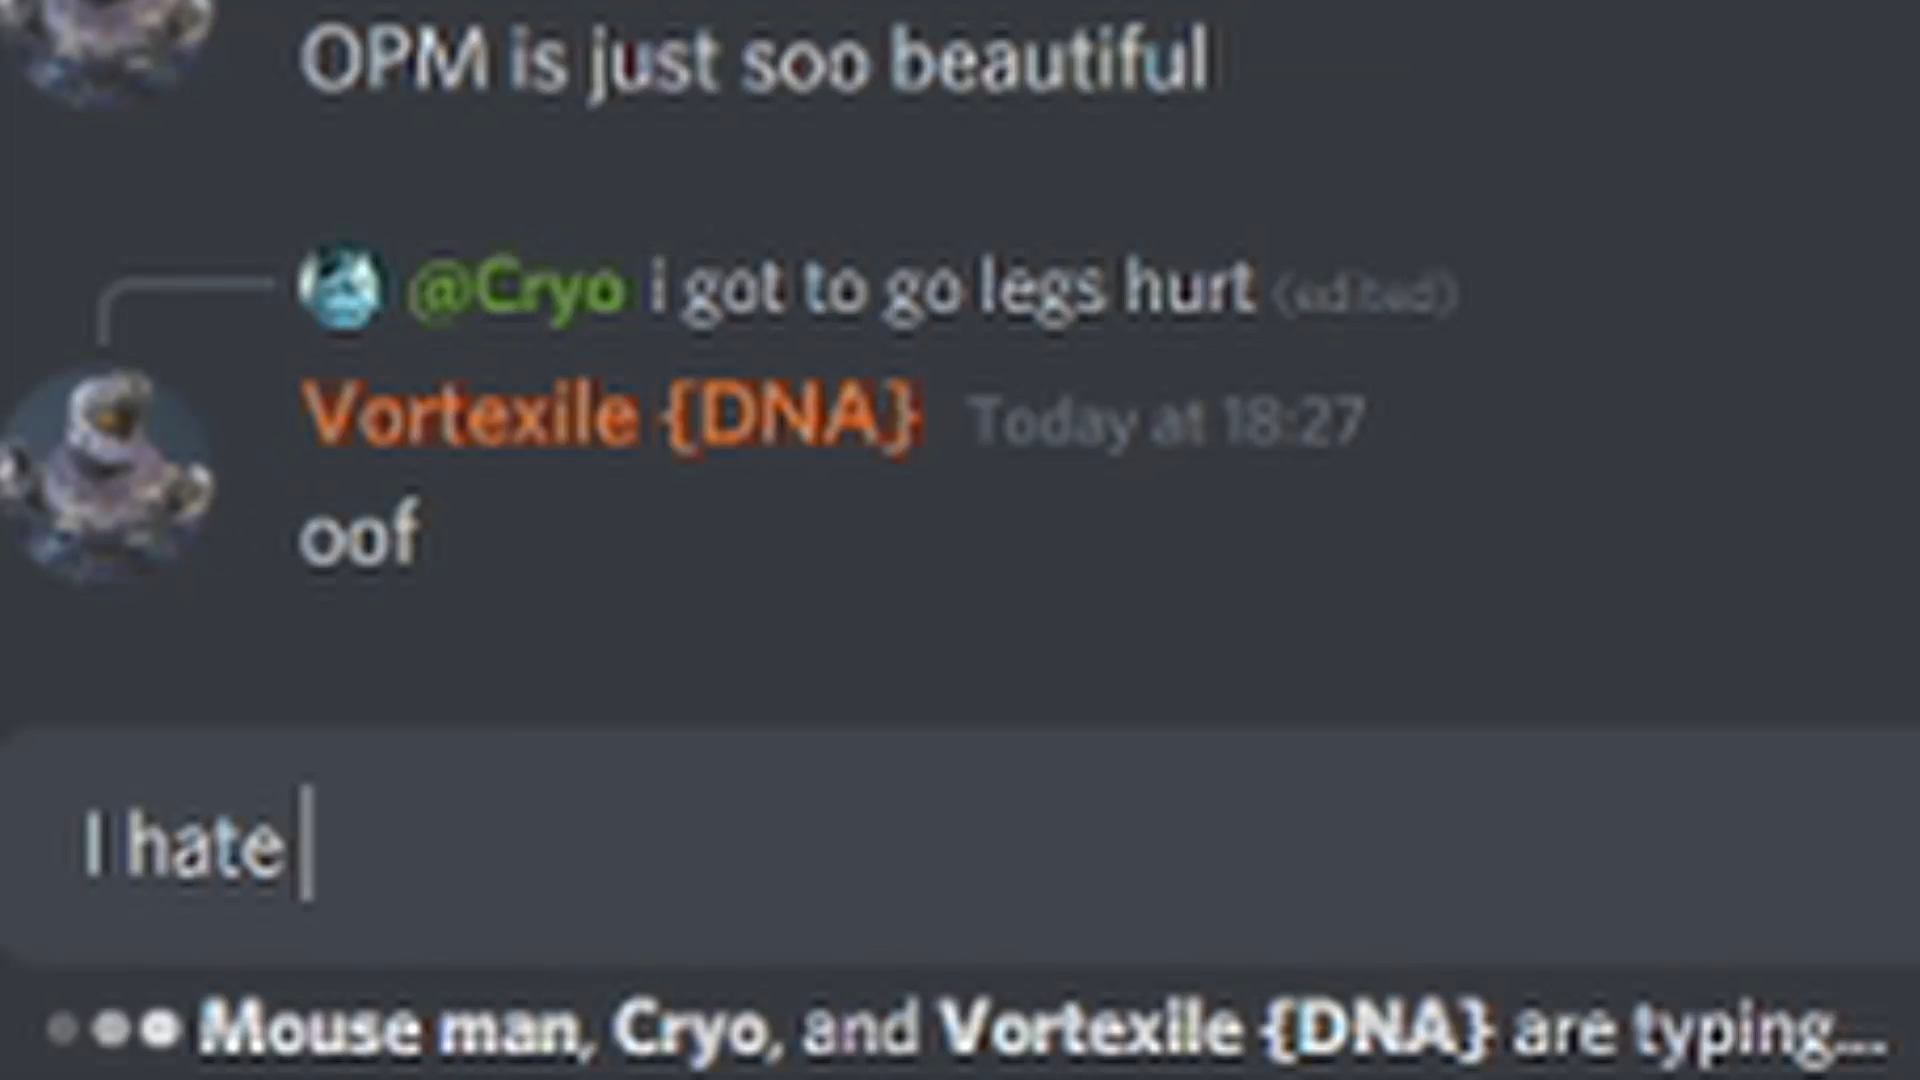 OPM is just soo beautiful
@Cryo i got to go legs hurt (edited)
Vortexile {DNA} Today at 18:27
oof
I hate
Mouse man, Cryo, and Vortexile {DNA} are typing...